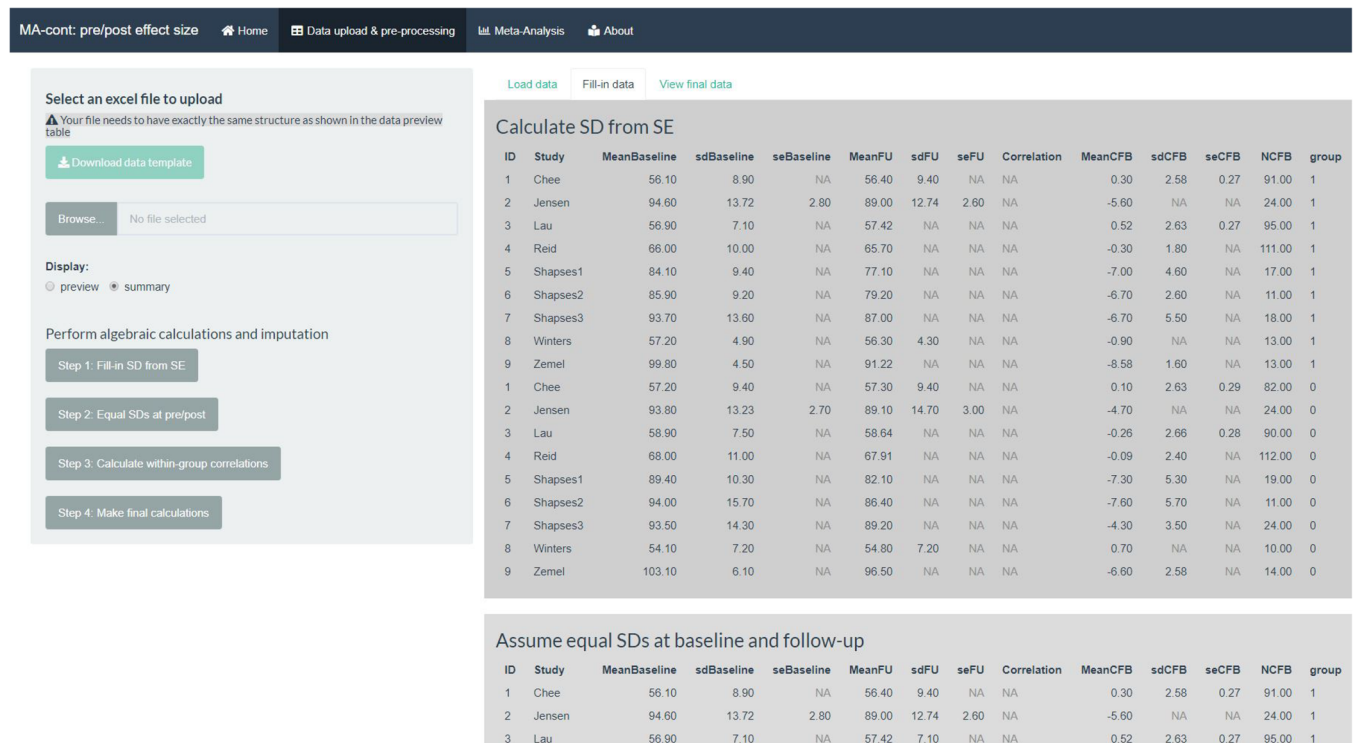 MA-cont: pre/post effect size Home Data upload & pre-processing Meta-Analysis About
Select an excel file to upload
Your file needs to have exactly the same structure as shown in the data preview
table
Download data template
Browse... No file selected
Display:
preview summary
Perform algebraic calculations and imputation
Step 1: Fill-in SD from SE
Step 2: Equal SDs at pre/post
Step 3: Calculate within-group correlations
Step 4: Make final calculations
Load data Fill-in data View final data
Calculate SD from SE
ID Study MeanBaseline sdBaseline seBaseline MeanFU sdFU seFU Correlation MeanCFB sdCFB seCFB NCFB group
1 Chee 56.10 8.90 NA 56.40 9.40 NA NA 0.30 2.58 0.27 91.00 1
2 Jensen 94.60 13.72 2.80 89.00 12.74 2.60 NA -5.60 NA NA 24.00 1
3 Lau 56.90 7.10 NA 57.42 NA NA NA 0.52 2.63 0.27 95.00 1
4 Reid 66.00 10.00 NA 65.70 NA NA NA -0.30 1.80 NA 111.00 1
5 Shapses1 84.10 9.40 NA 77.10 NA NA NA -7.00 4.60 NA 17.00 1
6 Shapses2 85.90 9.20 NA 79.20 NA NA NA -6.70 2.60 NA 11.00 1
7 Shapses3 93.70 13.60 NA 87.00 NA NA NA -6.70 5.50 NA 18.00 1
8 Winters 57.20 4.90 NA 56.30 4.30 NA NA -0.90 NA NA 13.00 1
9 Zemel 99.80 4.50 NA 91.22 NA NA NA -8.58 1.60 NA 13.00 1
1 Chee 57.20 9.40 NA 57.30 9.40 NA NA 0.10 2.63 0.29 82.00 0
2 Jensen 93.80 13.23 2.70 89.10 14.70 3.00 NA -4.70 NA NA 24.00 0
3 Lau 58.90 7.50 NA 58.64 NA NA NA -0.26 2.66 0.28 90.00 0
4 Reid 68.00 11.00 NA 67.91 NA NA NA -0.09 2.40 NA 112.00 0
5 Shapses1 89.40 10.30 NA 82.10 NA NA NA -7.30 5.30 NA 19.00 0
6 Shapses2 94.00 15.70 NA 86.40 NA NA NA -7.60 5.70 NA 11.00 0
7 Shapses3 93.50 14.30 NA 89.20 NA NA NA -4.30 3.50 NA 24.00 0
8 Winters 54.10 7.20 NA 54.80 7.20 NA NA 0.70 NA NA 10.00 0
9 Zemel 103.10 6.10 NA 96.50 NA NA NA -6.60 2.58 NA 14.00 0
Assume equal SDs at baseline and follow-up
ID Study MeanBaseline sdBaseline seBaseline MeanFU sdFU seFU Correlation MeanCFB sdCFB seCFB NCFB group
1 Chee 56.10 8.90 NA 56.40 9.40 NA NA 0.30 2.58 0.27 91.00 1
2 Jensen 94.60 13.72 2.80 89.00 12.74 2.60 NA -5.60 NA NA 24.00 1
3 Lau 56.90 7.10 NA 57.42 7.10 NA NA 0.52 2.63 0.27 95.00 1